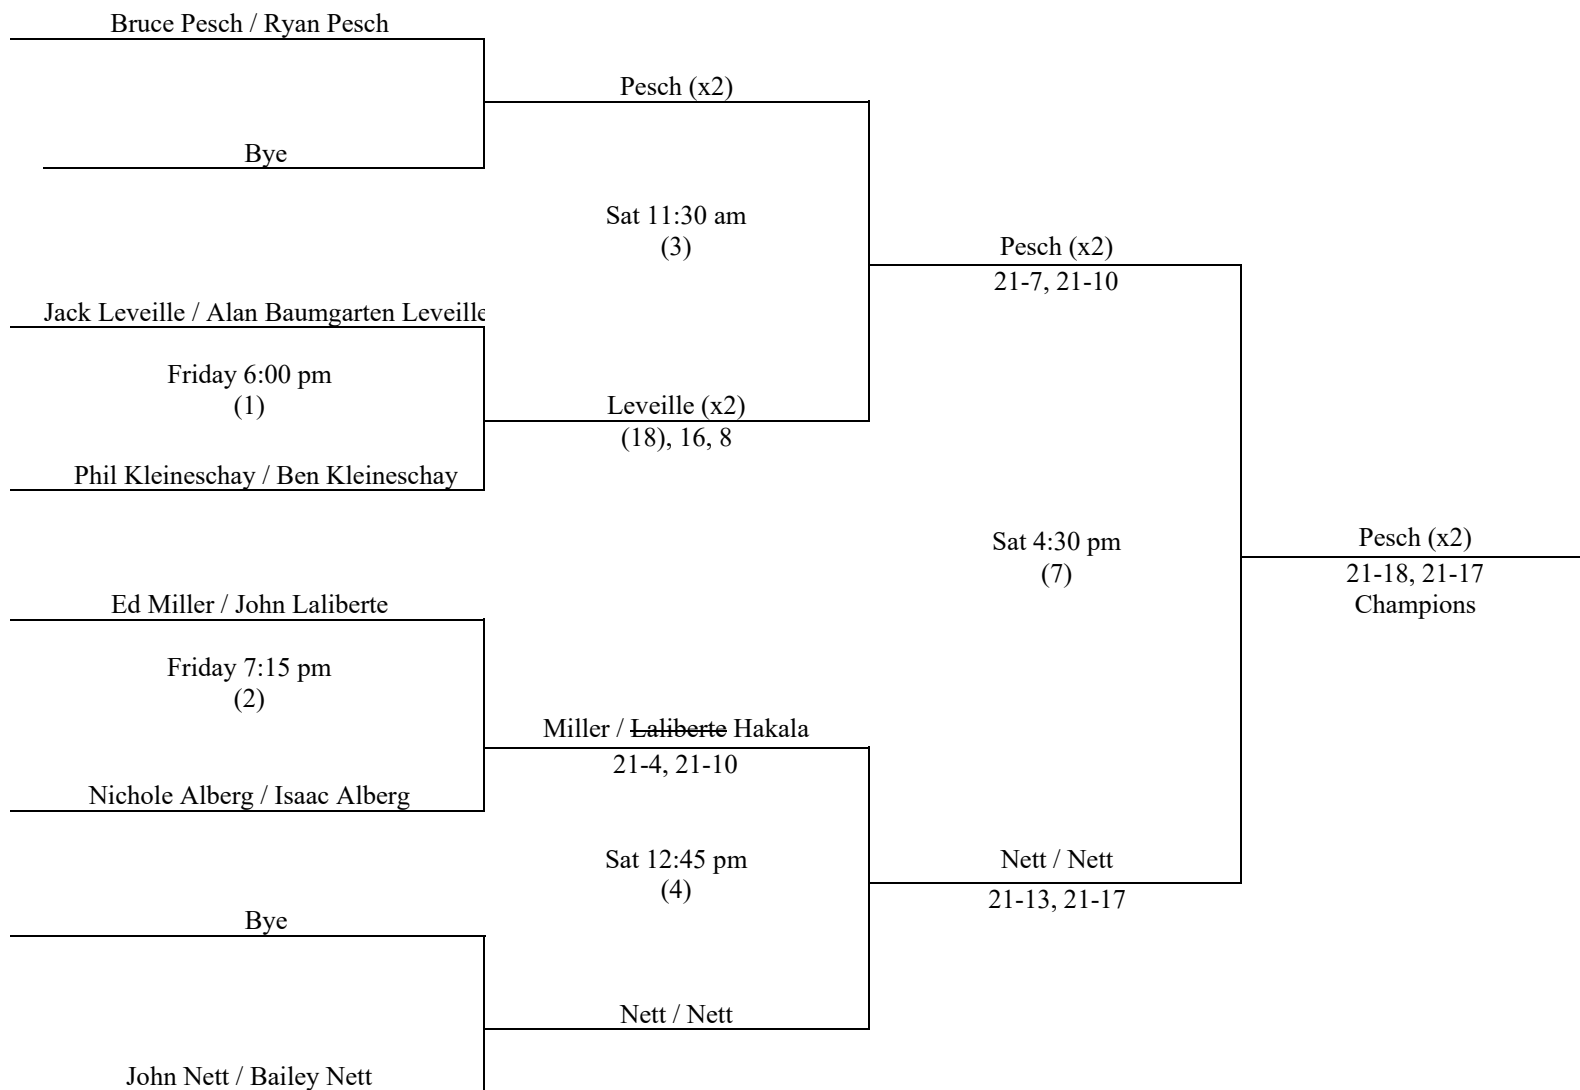 Bruce Pesch / Ryan Pesch
Pesch (x2)
Bye
Sat 11:30 am
(3)
Pesch (x2)
21-7, 21-10
Jack Leveille / Alan Baumgarten Leveille
Friday 6:00 pm
(1)
Leveille (x2)
(18), 16, 8
Phil Kleineschay / Ben Kleineschay
Sat 4:30 pm
(7)
Pesch (x2)
21-18, 21-17
Champions
Ed Miller / John Laliberte
Friday 7:15 pm
(2)
Miller / Laliberte Hakala
21-4, 21-10
Nichole Alberg / Isaac Alberg
Sat 12:45 pm
(4)
Nett / Nett
21-13, 21-17
Bye
Nett / Nett
John Nett / Bailey Nett